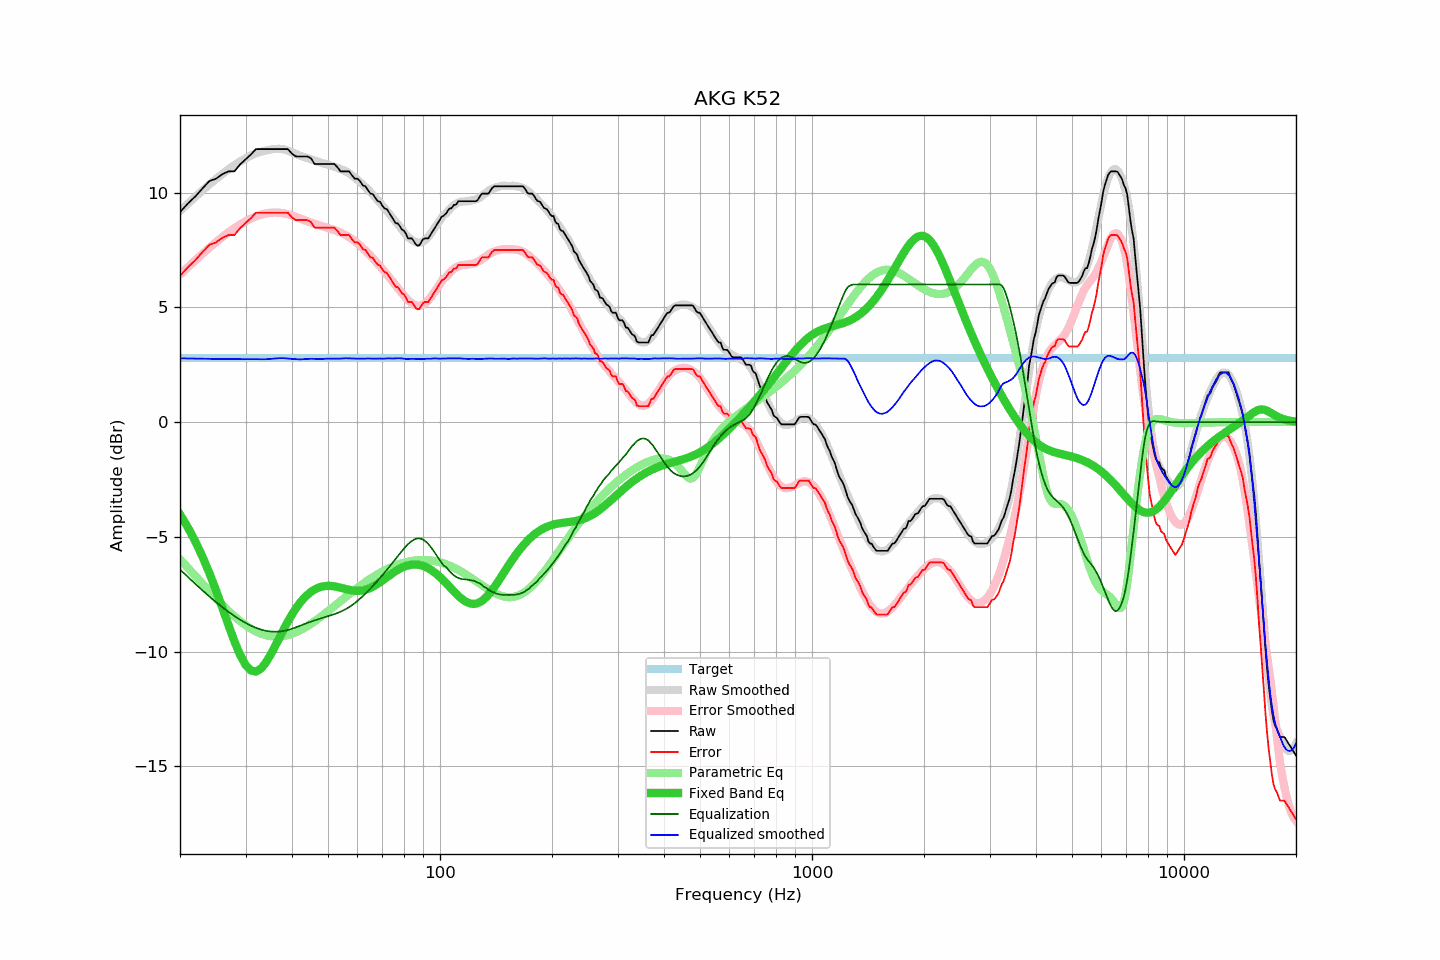 AKG K52
Amplitude (dBr)
10
5
0
−5
−10
−15
Target
Raw Smoothed
Error Smoothed
Raw
Error
Parametric Eq
Fixed Band Eq
Equalization
Equalized smoothed
100 1000 10000
Frequency (Hz)